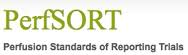 PerfSORT
Perfusion Standards of Reporting Trials